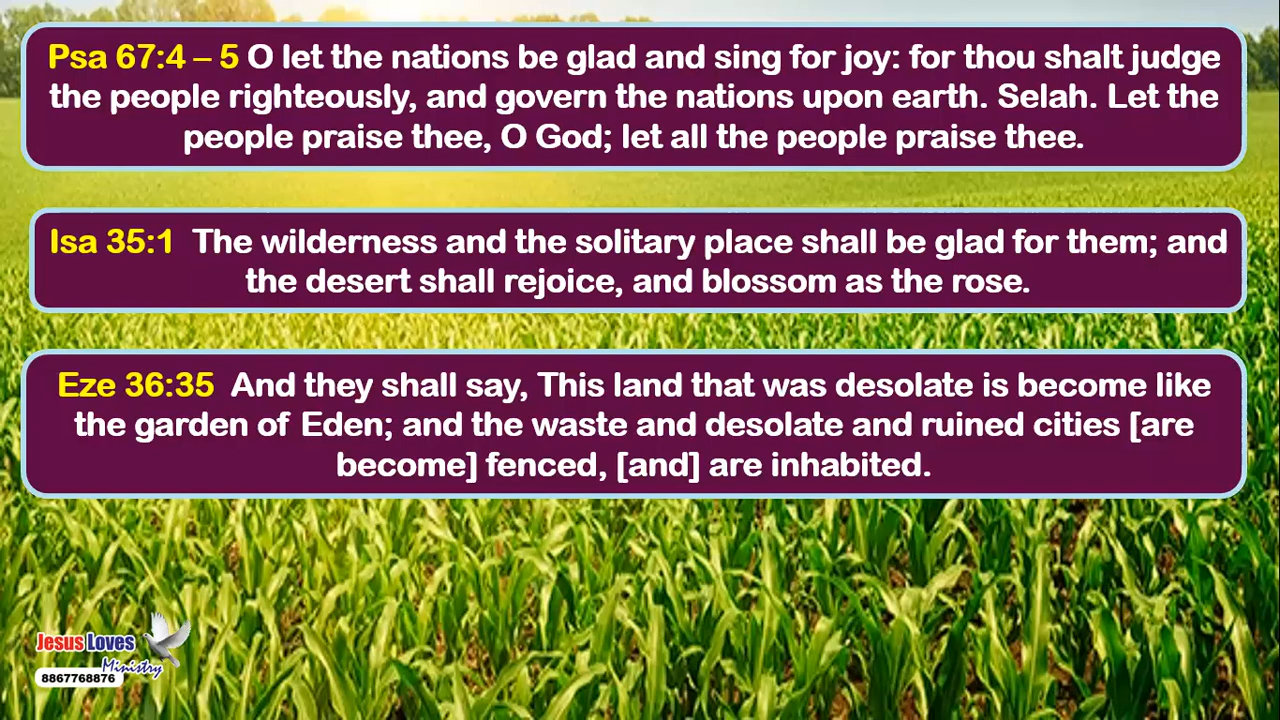 Psa 67:4 – 5 O let the nations be glad and sing for joy: for thou shalt judge
the people righteously, and govern the nations upon earth. Selah. Let the
people praise thee, O God; let all the people praise thee.
Isa 35:1 The wilderness and the solitary place shall be glad for them; and
the desert shall rejoice, and blossom as the rose.
Eze 36:35 And they shall say, This land that was desolate is become like
the garden of Eden; and the waste and desolate and ruined cities [are
become] fenced, [and] are inhabited.
Jesus Loves
Ministry
8867768876